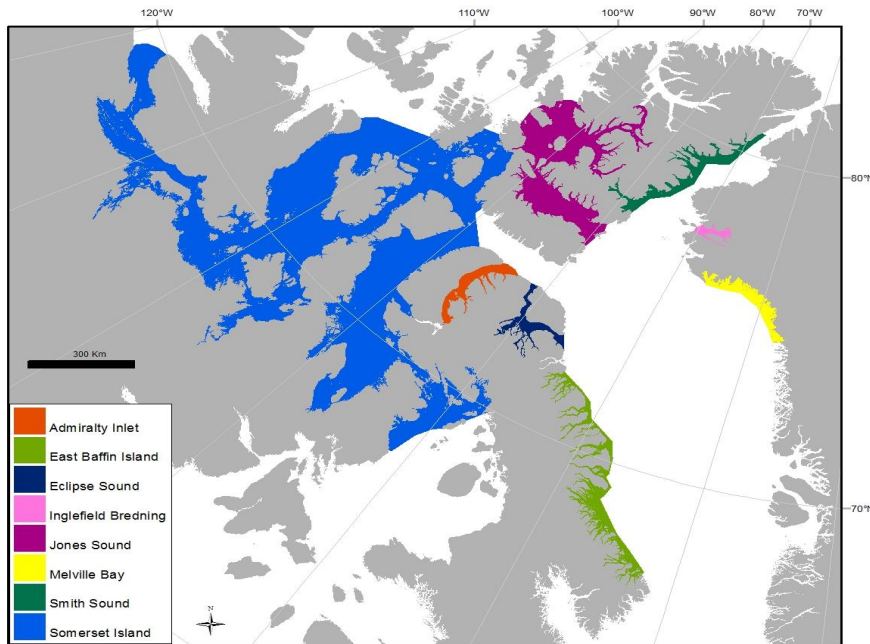 120°W 110°W 100°W 90°W 80°W 70°W
80°N
300 Km
Admiralty Inlet
East Baffin Island
Eclipse Sound
Inglefield Bredning
Jones Sound
Melville Bay
Smith Sound
Somerset Island
70°N
N